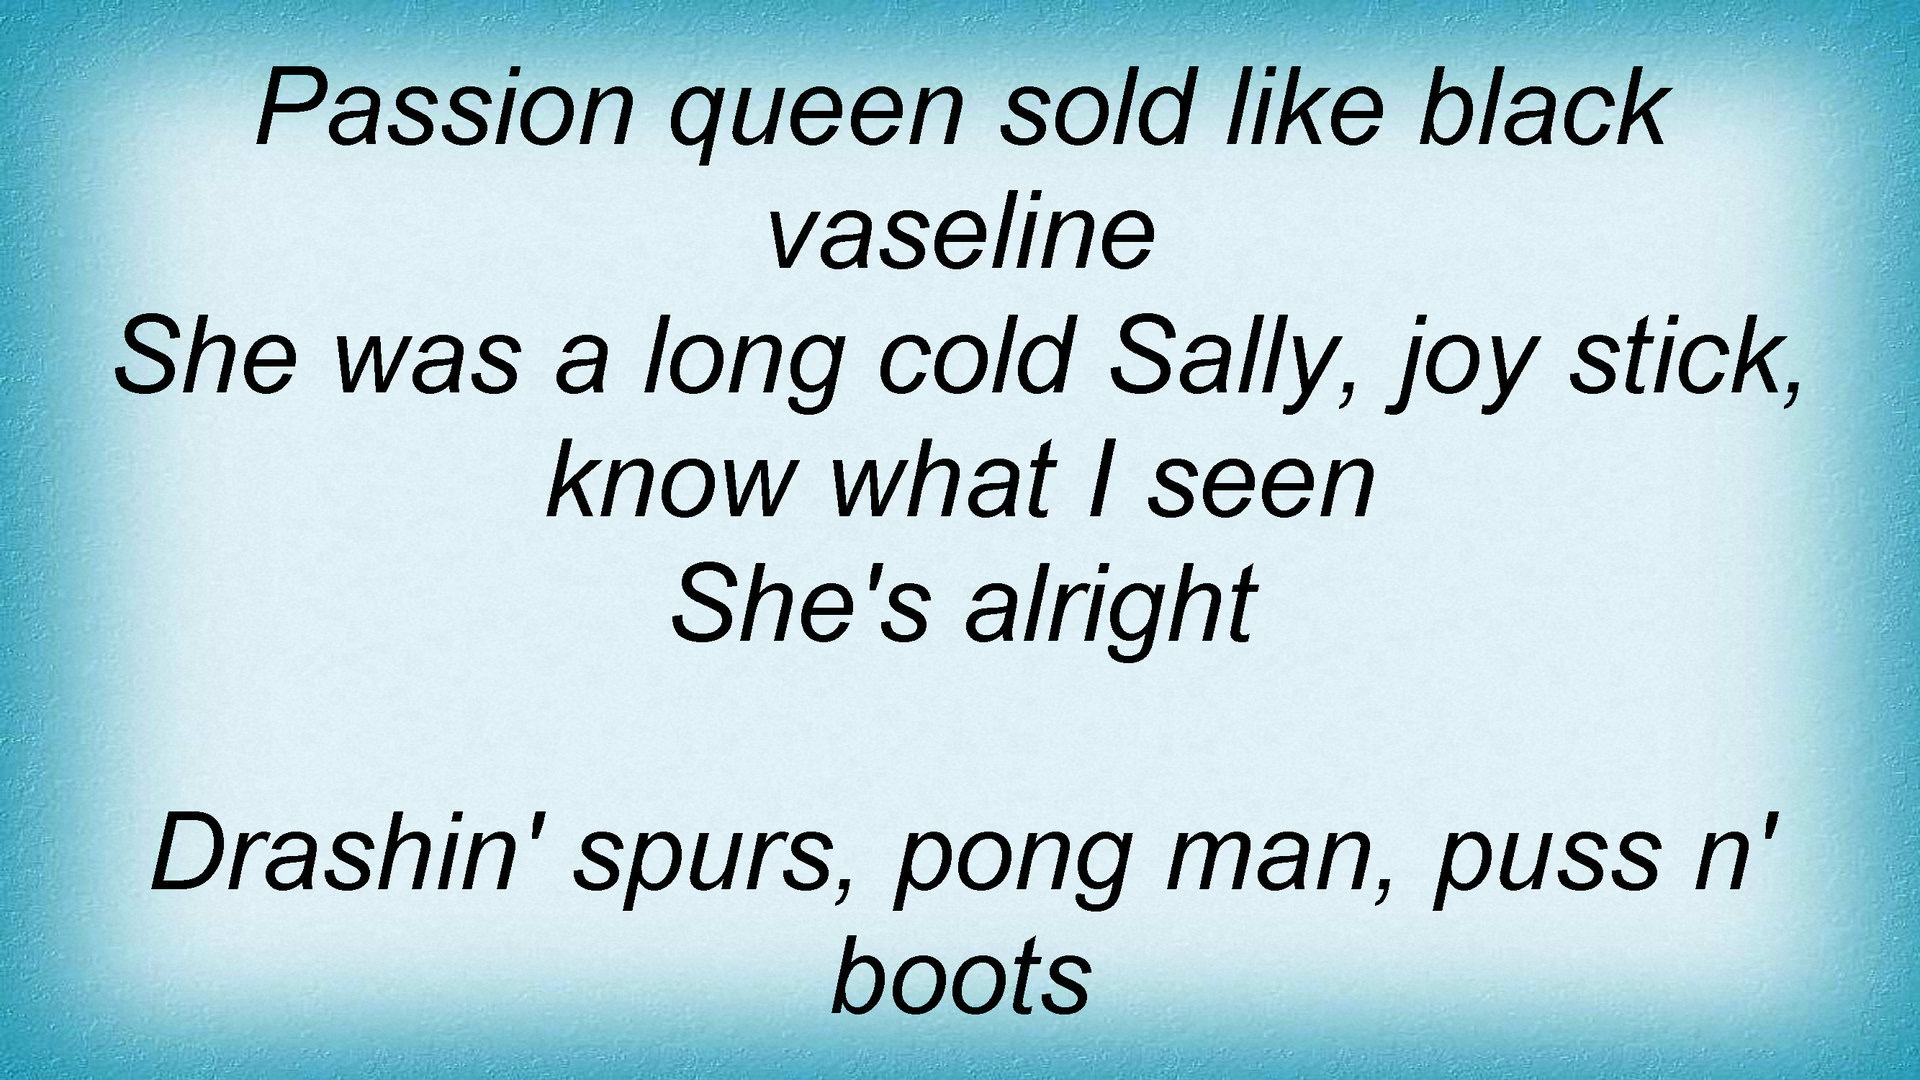 Passion queen sold like black
vaseline
She was a long cold Sally, joy stick,
know what I seen
She's alright
Drashin' spurs, pong man, puss n'
boots